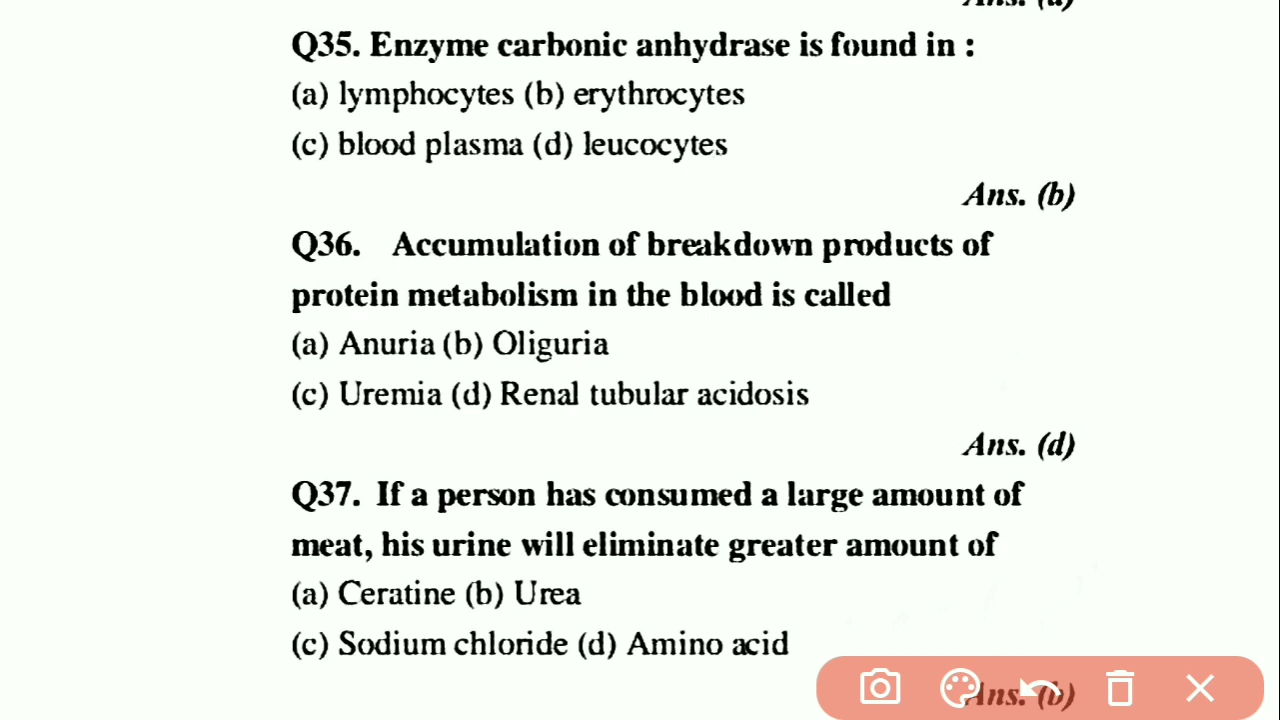 Ans. (a)
Q35. Enzyme carbonic anhydrase is found in :
(a) lymphocytes (b) erythrocytes
(c) blood plasma (d) leucocytes
Ans. (b)
Q36. Accumulation of breakdown products of
protein metabolism in the blood is called
(a) Anuria (b) Oliguria
(c) Uremia (d) Renal tubular acidosis
Ans. (d)
Q37. If a person has consumed a large amount of
meat, his urine will eliminate greater amount of
(a) Ceratine (b) Urea
(c) Sodium chloride (d) Amino acid
Ans. (b)